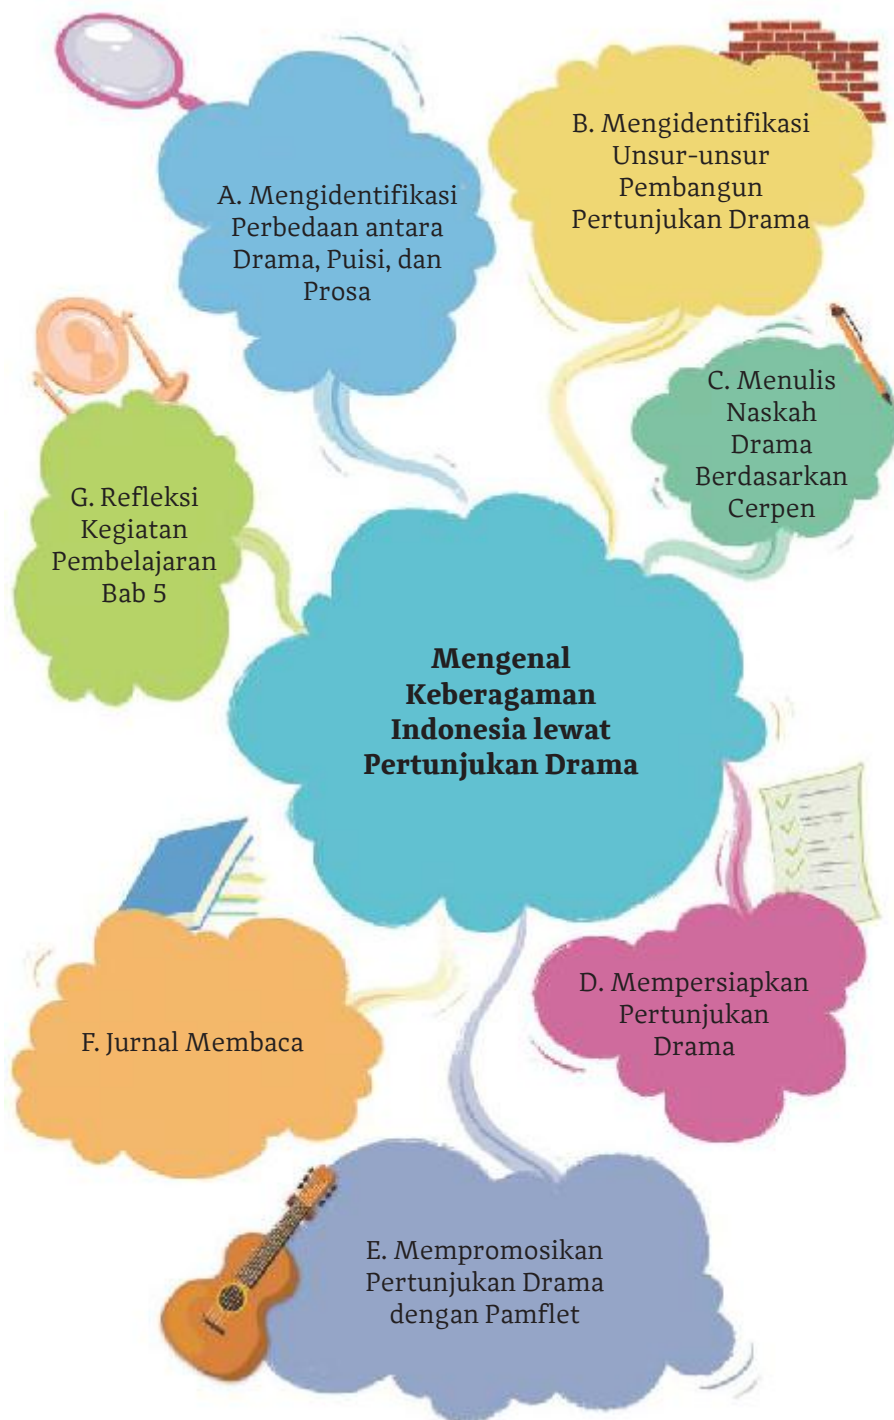 A. Mengidentifikasi
Perbedaan antara
Drama, Puisi, dan
Prosa
B. Mengidentifikasi
Unsur-unsur
Pembangun
Pertunjukan Drama
C. Menulis
Naskah
Drama
Berdasarkan
Cerpen
G. Refleksi
Kegiatan
Pembelajaran
Bab 5
Mengenal
Keberagaman
Indonesia lewat
Pertunjukan Drama
D. Mempersiapkan
Pertunjukan
Drama
F. Jurnal Membaca
E. Mempromosikan
Pertunjukan Drama
dengan Pamflet